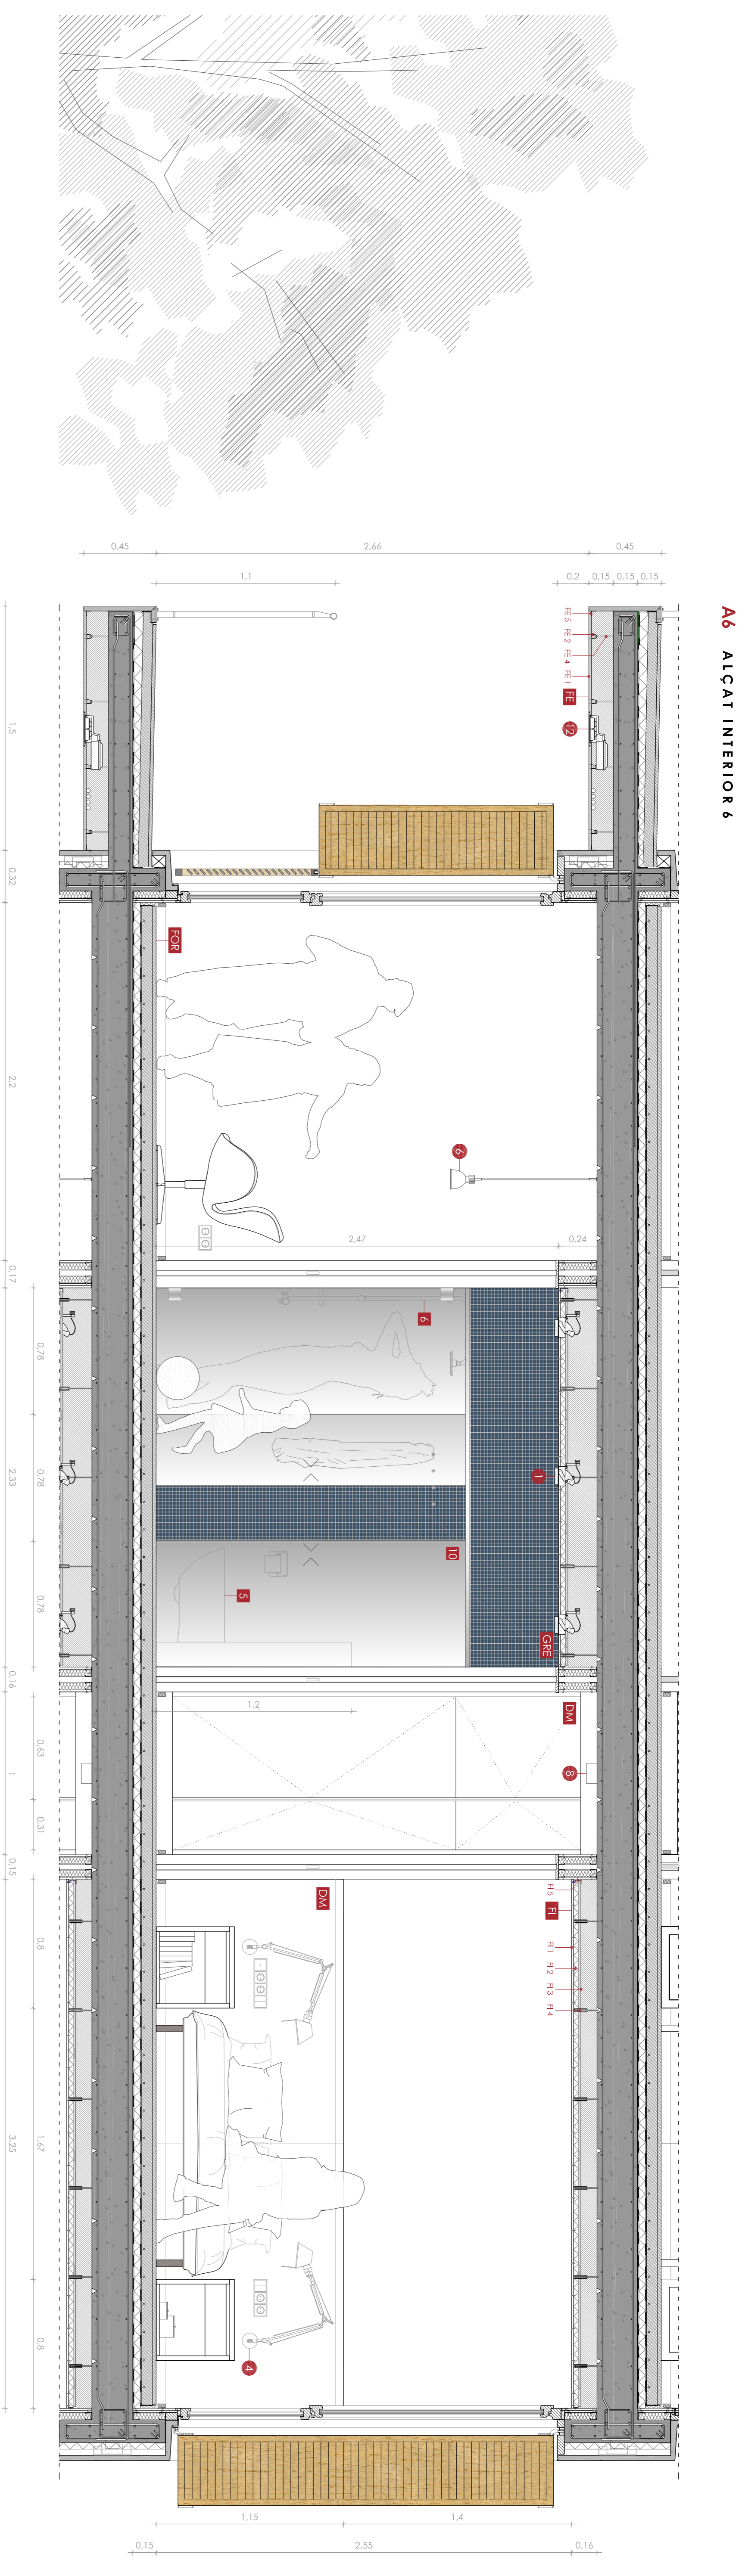 A6 ALÇAT INTERIOR 6
0,45
2,66
0,45
1,1
0,2
0,15
0,15
0,15
FE 5
FE 2
FE 4
FE 1
FE
12
FOR
6
2,47
0,24
6
1
10
5
GRE
DM
1,2
8
DM
FI 5
FI
FI 1
FI 2
FI 3
FI 4
4
1,15
1,4
0,15
2,55
0,16
0,78
0,78
0,78
0,63
0,31
0,8
1,67
0,8
1,5
0,32
2,2
0,17
2,33
0,16
1
0,15
3,25